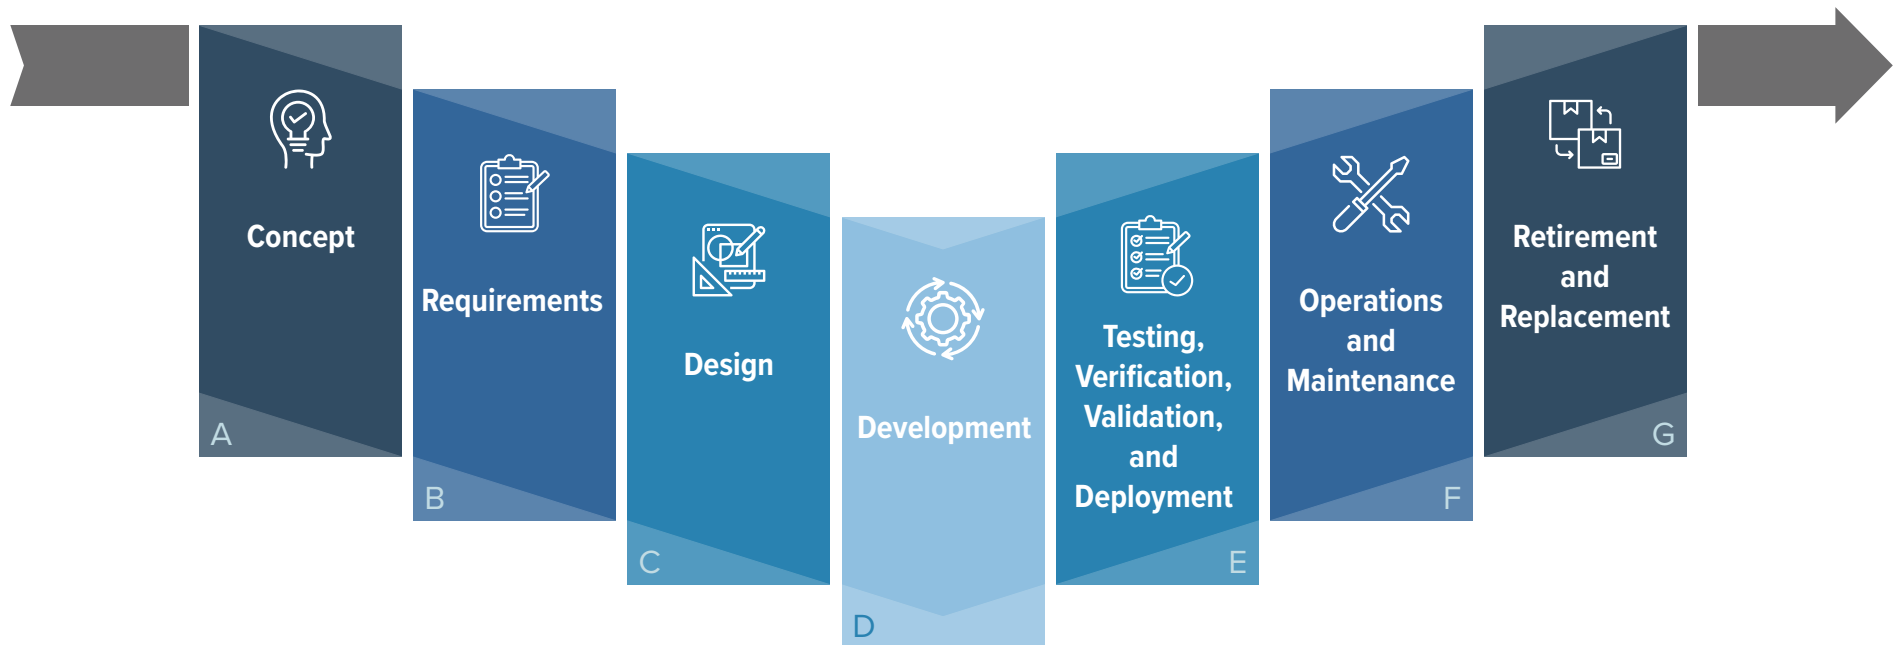 Concept
A
Requirements
B
Design
C
Development
D
Testing,
Verification,
Validation,
and
Deployment
E
Operations
and
Maintenance
F
Retirement
and
Replacement
G